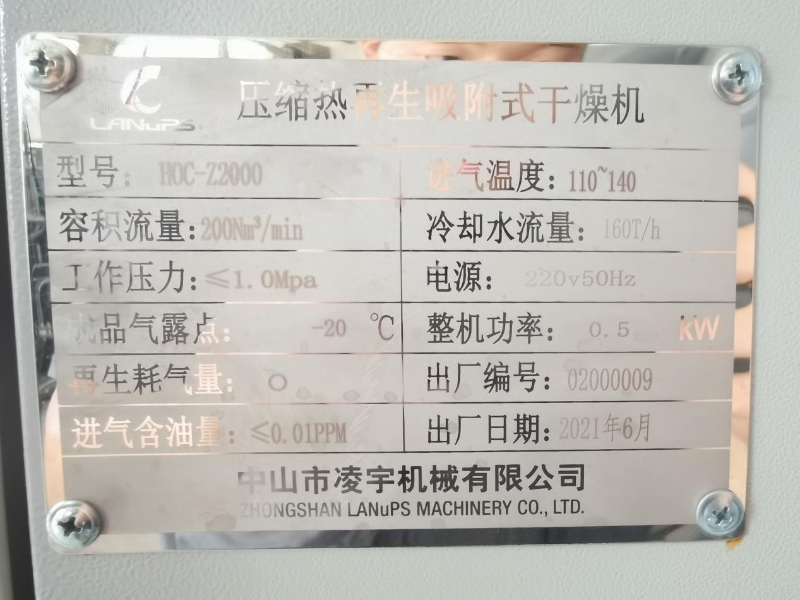 LANuPS
压缩热再生吸附式干燥机
型号: HOC-Z2000 进气温度: 110~140
容积流量: 200Nm³/min 冷却水流量: 160T/h
工作压力: ≤1.0Mpa 电源: 220v50Hz
成品气露点: -20 ℃ 整机功率: 0.5 kW
再生耗气量: 0 出厂编号: 02000009
进气含油量: ≤0.01PPM 出厂日期: 2021年6月
中山市凌宇机械有限公司
ZHONGSHAN LANuPS MACHINERY CO., LTD.